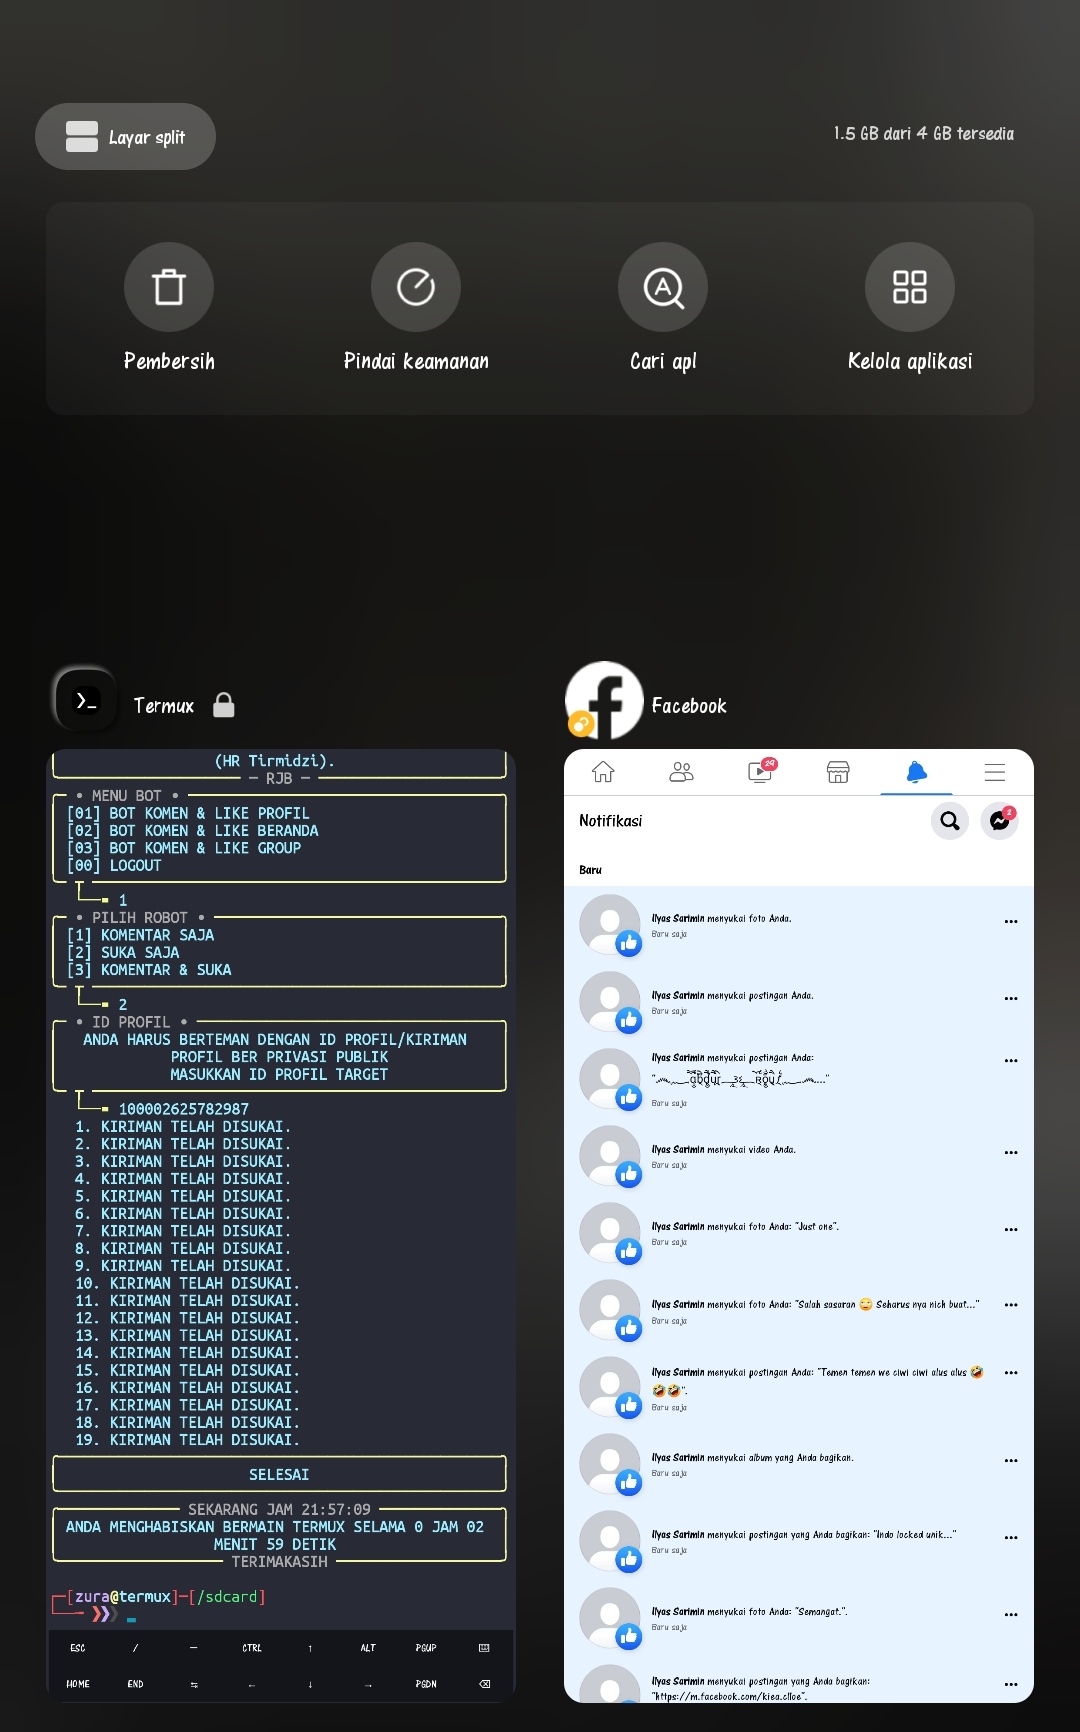 Layar split
1.5 GB dari 4 GB tersedia
Pembersih
Pindai keamanan
Cari apl
Kelola aplikasi
Termux
(HR Tirmidzi).
— RJB —
• MENU BOT •
[01] BOT KOMEN & LIKE PROFIL
[02] BOT KOMEN & LIKE BERANDA
[03] BOT KOMEN & LIKE GROUP
[00] LOGOUT
1
• PILIH ROBOT •
[1] KOMENTAR SAJA
[2] SUKA SAJA
[3] KOMENTAR & SUKA
2
• ID PROFIL •
ANDA HARUS BERTEMAN DENGAN ID PROFIL/KIRIMAN
PROFIL BER PRIVASI PUBLIK
MASUKKAN ID PROFIL TARGET
100002625782987
1. KIRIMAN TELAH DISUKAI.
2. KIRIMAN TELAH DISUKAI.
3. KIRIMAN TELAH DISUKAI.
4. KIRIMAN TELAH DISUKAI.
5. KIRIMAN TELAH DISUKAI.
6. KIRIMAN TELAH DISUKAI.
7. KIRIMAN TELAH DISUKAI.
8. KIRIMAN TELAH DISUKAI.
9. KIRIMAN TELAH DISUKAI.
10. KIRIMAN TELAH DISUKAI.
11. KIRIMAN TELAH DISUKAI.
12. KIRIMAN TELAH DISUKAI.
13. KIRIMAN TELAH DISUKAI.
14. KIRIMAN TELAH DISUKAI.
15. KIRIMAN TELAH DISUKAI.
16. KIRIMAN TELAH DISUKAI.
17. KIRIMAN TELAH DISUKAI.
18. KIRIMAN TELAH DISUKAI.
19. KIRIMAN TELAH DISUKAI.
SELESAI
SEKARANG JAM 21:57:09
ANDA MENGHABISKAN BERMAIN TERMUX SELAMA 0 JAM 02
MENIT 59 DETIK
TERIMAKASIH
[zura@termux]-[/sdcard]
ESC / — CTRL ↑ ALT PGUP
HOME END ⇆ ← ↓ → PGDN
Facebook
29
Notifikasi
2
Baru
Ilyas Sarimin menyukai foto Anda.
Baru saja
Ilyas Sarimin menyukai postingan Anda.
Baru saja
Ilyas Sarimin menyukai postingan Anda:
Baru saja
Ilyas Sarimin menyukai video Anda.
Baru saja
Ilyas Sarimin menyukai foto Anda: "Just one".
Baru saja
Ilyas Sarimin menyukai foto Anda: "Salah sasaran 🙄 Seharus nya nich buat..."
Baru saja
Ilyas Sarimin menyukai postingan Anda: "Temen temen we ciwi ciwi alus alus 🤣
🤣🤣".
Baru saja
Ilyas Sarimin menyukai album yang Anda bagikan.
Baru saja
Ilyas Sarimin menyukai postingan yang Anda bagikan: "Indo locked unik..."
Baru saja
Ilyas Sarimin menyukai foto Anda: "Semangat.".
Baru saja
Ilyas Sarimin menyukai postingan yang Anda bagikan:
"https://m.facebook.com/kiea.clloe".